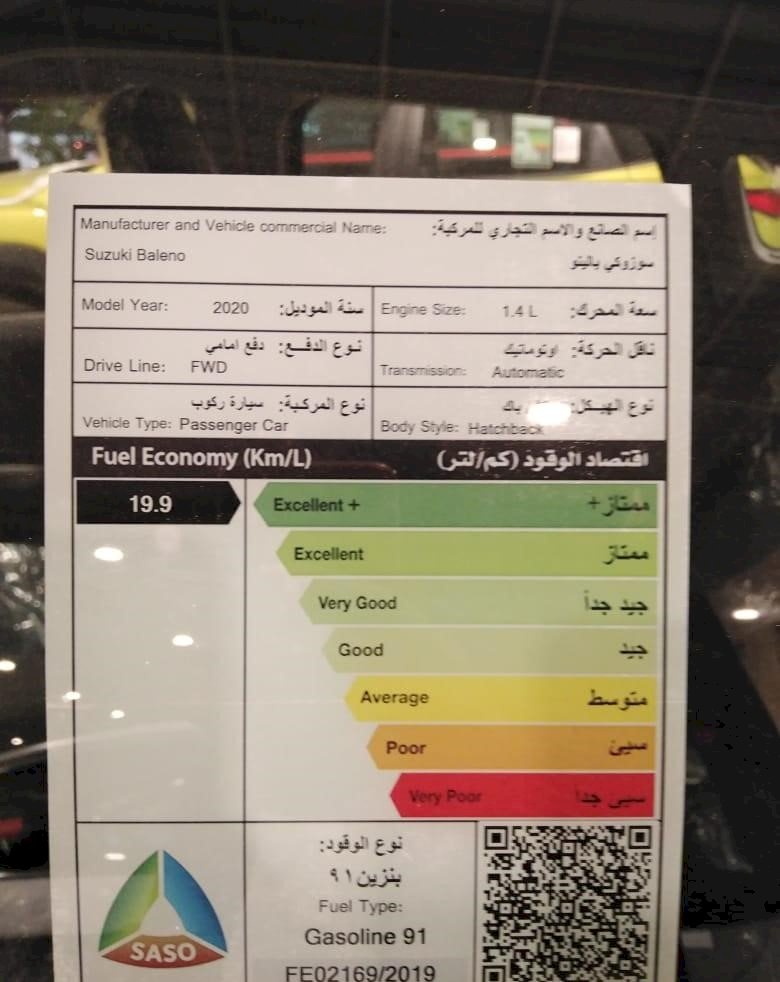 Manufacturer and Vehicle commercial Name: إسم الصانع والاسم التجاري للمركبة:
Suzuki Baleno سوزوكي بالينو
Model Year: 2020 سنة الموديل:
Engine Size: 1.4 L سعة المحرك:
نوع الدفـع: دفع امامي
Drive Line: FWD
ناقل الحركة: اوتوماتيك
Transmission: Automatic
نوع المركـبة: سيارة ركوب
Vehicle Type: Passenger Car
نوع الهيـكل: باك
Body Style: Hatchback
Fuel Economy (Km/L) اقتصاد الوقود (كم/لتر)
19.9
Excellent + ممتاز+
Excellent ممتاز
Very Good جيد جداً
Good جيد
Average متوسط
Poor سيئ
Very Poor سيئ جداً
SASO
نوع الوقود:
بنزين ٩١
Fuel Type:
Gasoline 91
FE02169/2019